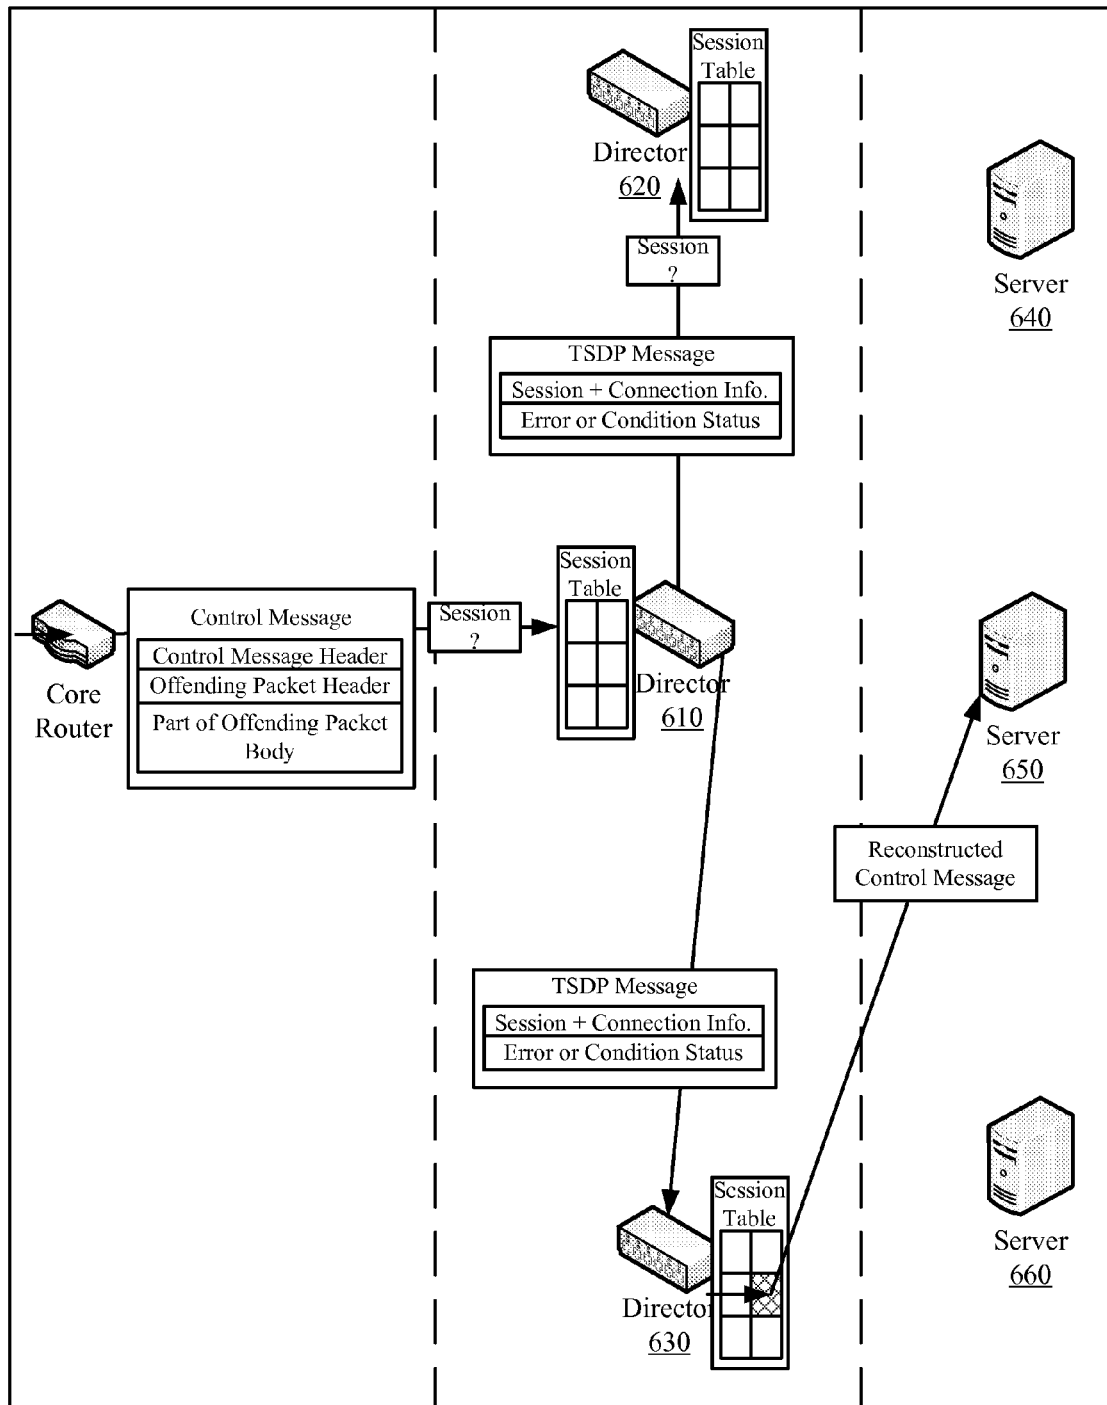 Session
Table
Director
620
Session
?
Server
640
TSDP Message
Session + Connection Info.
Error or Condition Status
Session
Table
Control Message
Control Message Header
Offending Packet Header
Part of Offending Packet
Body
Session
?
Core
Router
Director
610
Server
650
Reconstructed
Control Message
TSDP Message
Session + Connection Info.
Error or Condition Status
Session
Table
Director
630
Server
660